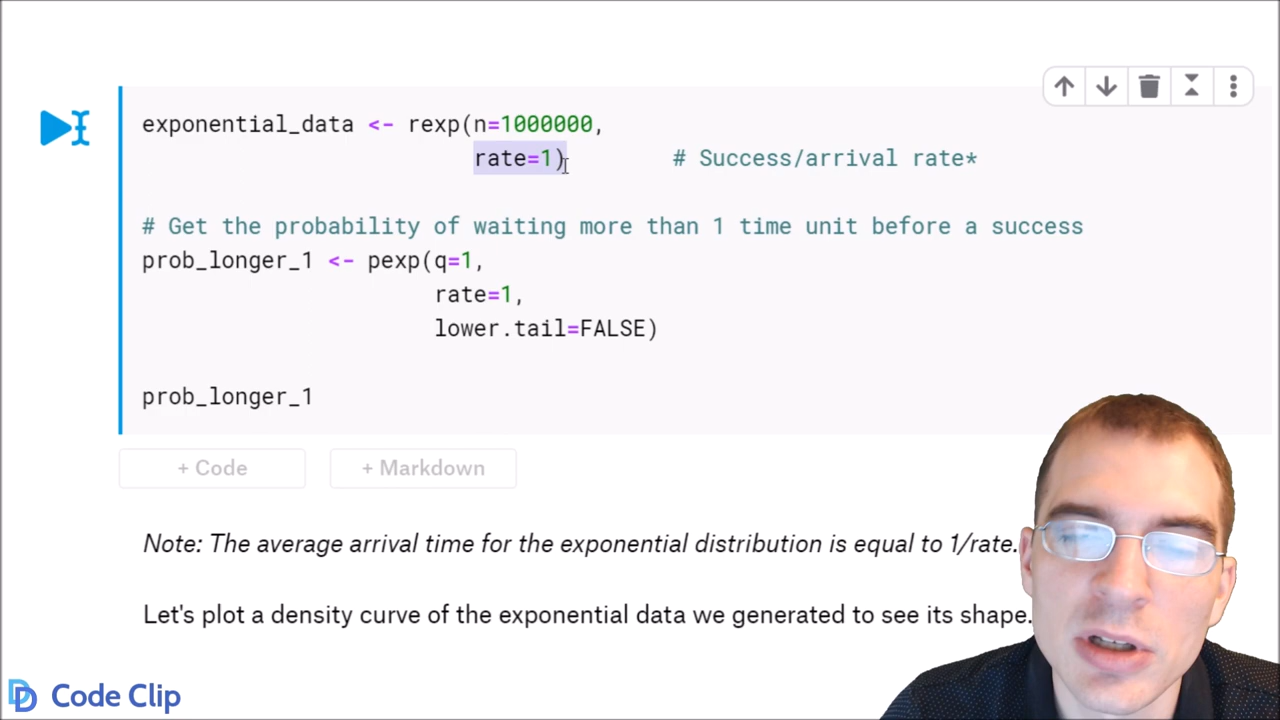 exponential_data <- rexp(n=1000000,
rate=1) # Success/arrival rate*
# Get the probability of waiting more than 1 time unit before a success
prob_longer_1 <- pexp(q=1,
rate=1,
lower.tail=FALSE)
prob_longer_1
+ Code + Markdown
Note: The average arrival time for the exponential distribution is equal to 1/rate.
Let's plot a density curve of the exponential data we generated to see its shape.
Code Clip